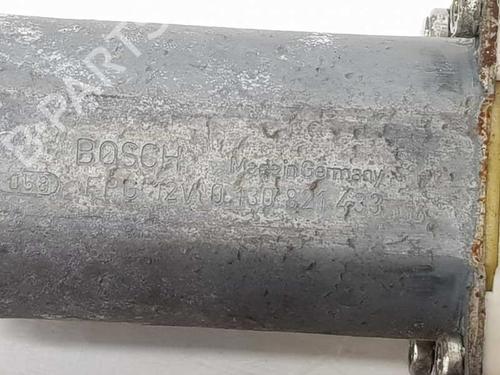 BOSCH Made in Germany
FPG 12V 0 130 821 433
B-PARTS